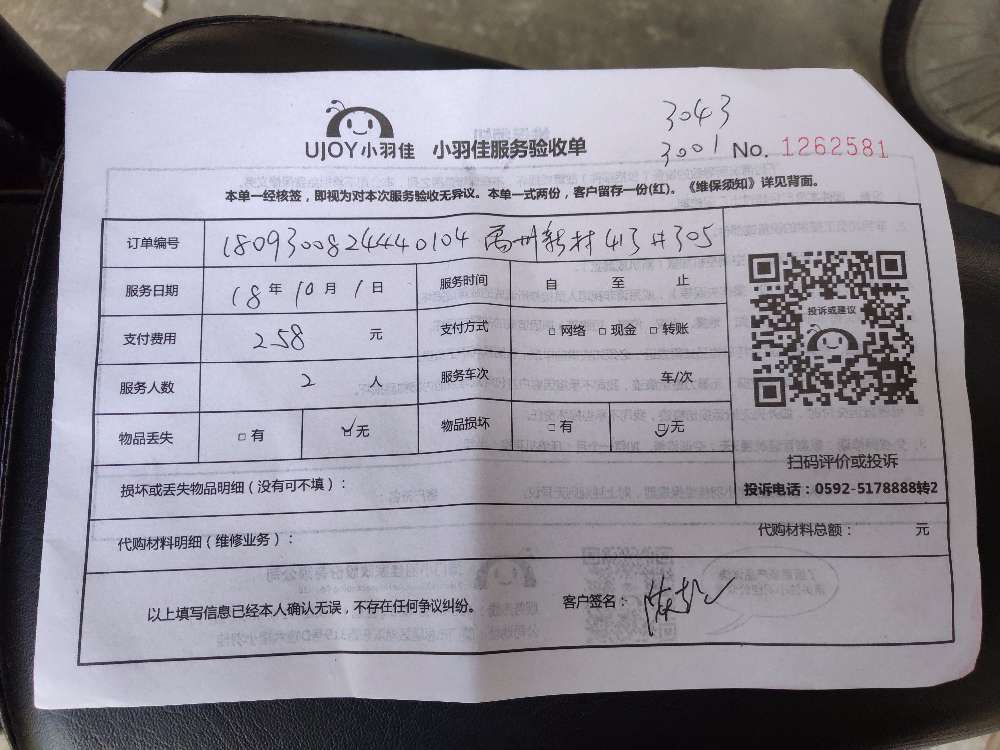 3043
UJOY小羽佳 小羽佳服务验收单 3001 No. 1262581
本单一经核签，即视为对本次服务验收无异议。本单一式两份，客户留存一份(红)。《维保须知》详见背面。
订单编号 1809300824440104 禹州新村413#305
服务日期 18年10月1日 服务时间 自 至 止
支付费用 258 元 支付方式 □网络 □现金 □转账
服务人数 2 人 服务车次 车/次
物品丢失 □有 ☑无 物品损坏 □有 ☑无
投诉或建议
扫码评价或投诉
投诉电话：0592-5178888转2
损坏或丢失物品明细（没有可不填）：
代购材料明细（维修业务）： 代购材料总额： 元
以上填写信息已经本人确认无误，不存在任何争议纠纷。 客户签名：